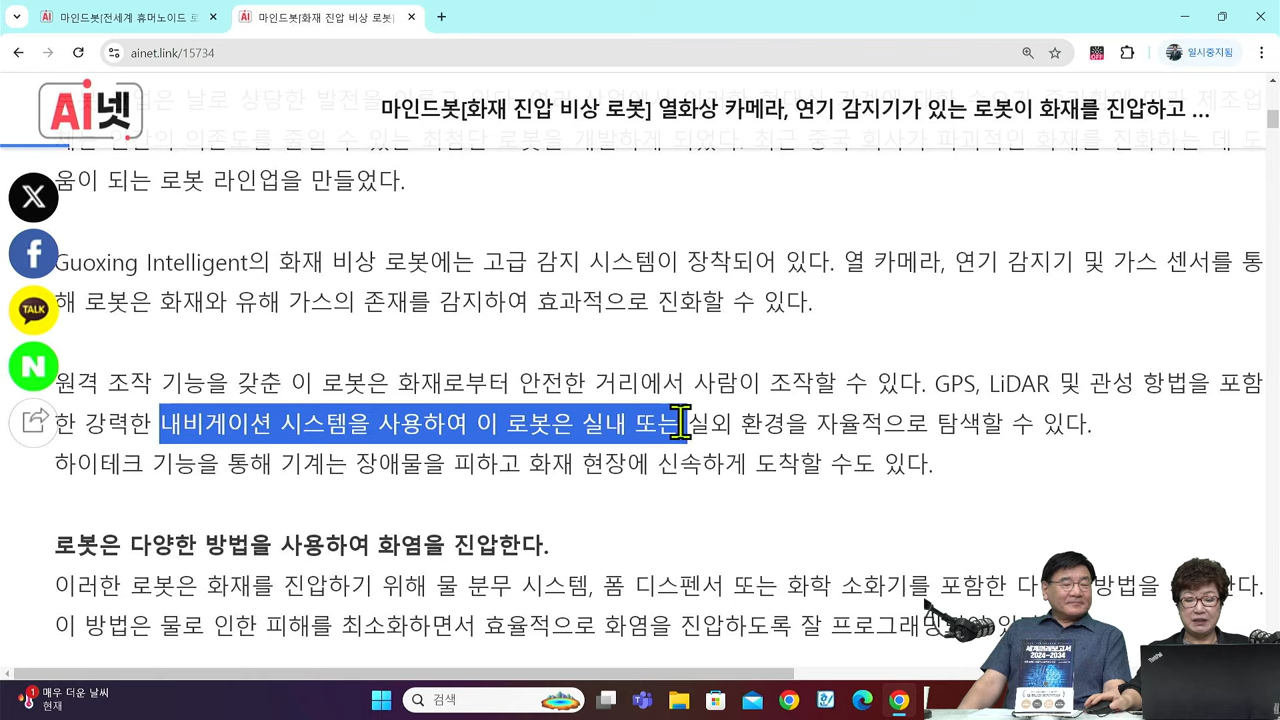 마인드봇[전세계 휴머노이드 로
마인드봇[화재 진압 비상 로봇]
ainet.link/15734
OFF
일시중지됨
Ai넷
마인드봇[화재 진압 비상 로봇] 열화상 카메라, 연기 감지기가 있는 로봇이 화재를 진압하고 ...
움이 되는 로봇 라인업을 만들었다.
Guoxing Intelligent의 화재 비상 로봇에는 고급 감지 시스템이 장착되어 있다. 열 카메라, 연기 감지기 및 가스 센서를 통
해 로봇은 화재와 유해 가스의 존재를 감지하여 효과적으로 진화할 수 있다.
TALK
N
원격 조작 기능을 갖춘 이 로봇은 화재로부터 안전한 거리에서 사람이 조작할 수 있다. GPS, LiDAR 및 관성 항법을 포함
한 강력한 내비게이션 시스템을 사용하여 이 로봇은 실내 또는 실외 환경을 자율적으로 탐색할 수 있다.
하이테크 기능을 통해 기계는 장애물을 피하고 화재 현장에 신속하게 도착할 수도 있다.
로봇은 다양한 방법을 사용하여 화염을 진압한다.
이러한 로봇은 화재를 진압하기 위해 물 분무 시스템, 폼 디스펜서 또는 화학 소화기를 포함한 방법을
이 방법은 물로 인한 피해를 최소화하면서 효율적으로 화염을 진압하도록 잘
세계미래보고서
2024-2034
ThinkPad
1
매우 더운 날씨
현재
검색